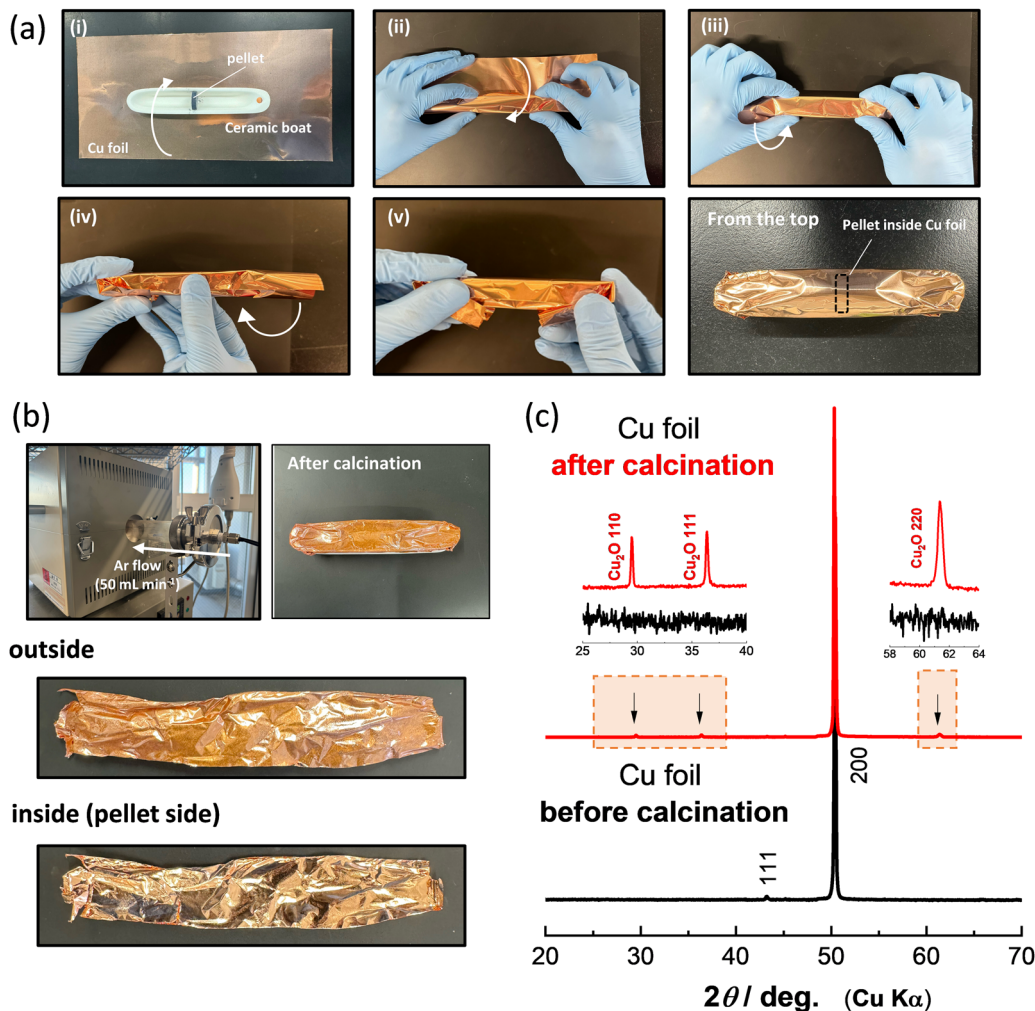 (a)
(i)
pellet
Ceramic boat
Cu foil
(ii)
(iii)
(iv)
(v)
From the top
Pellet inside Cu foil
(b)
Ar flow
(50 mL min⁻¹)
After calcination
outside
inside (pellet side)
(c)
Cu foil
after calcination
Cu₂O 110
Cu₂O 111
Cu₂O 220
25 30 35 40
58 60 62 64
Cu foil
before calcination
111
200
20 30 40 50 60 70
2θ / deg. (Cu Kα)